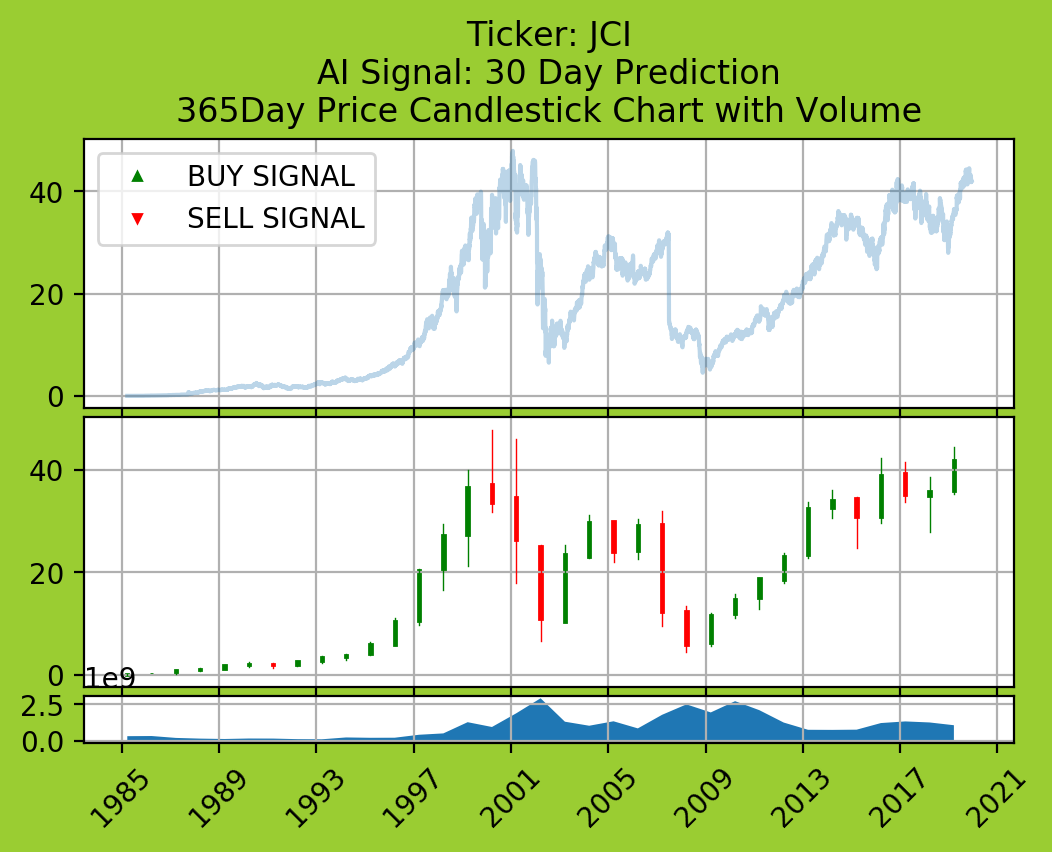 Ticker: JCI
AI Signal: 30 Day Prediction
365Day Price Candlestick Chart with Volume
BUY SIGNAL
SELL SIGNAL
40
20
0
40
20
0
1e9
2.5
0.0
1985 1989 1993 1997 2001 2005 2009 2013 2017 2021